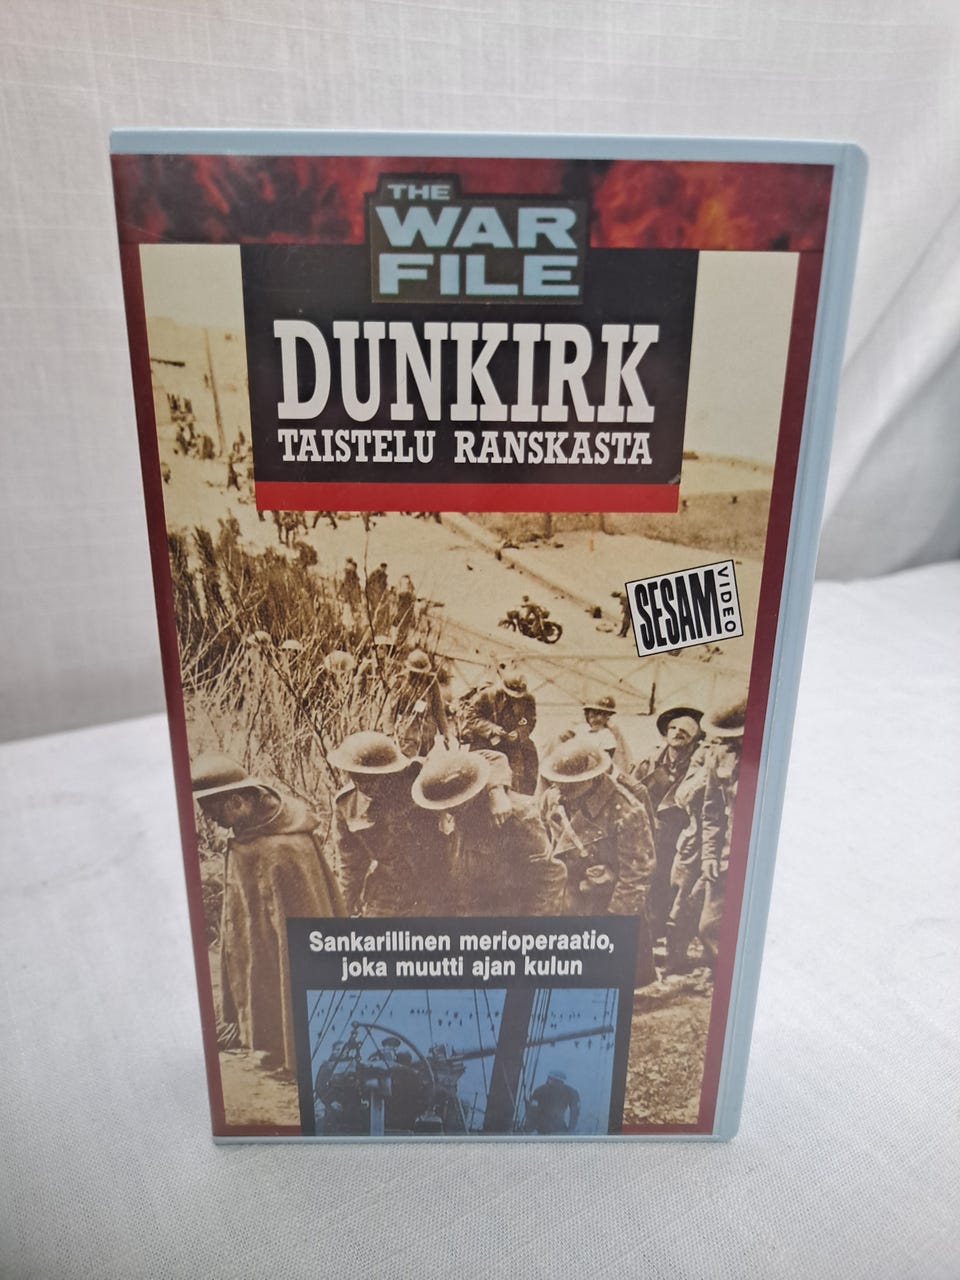 THE
WAR
FILE
DUNKIRK
TAISTELU RANSKASTA
SESAM
VIDEO
Sankarillinen merioperaatio,
joka muutti ajan kulun